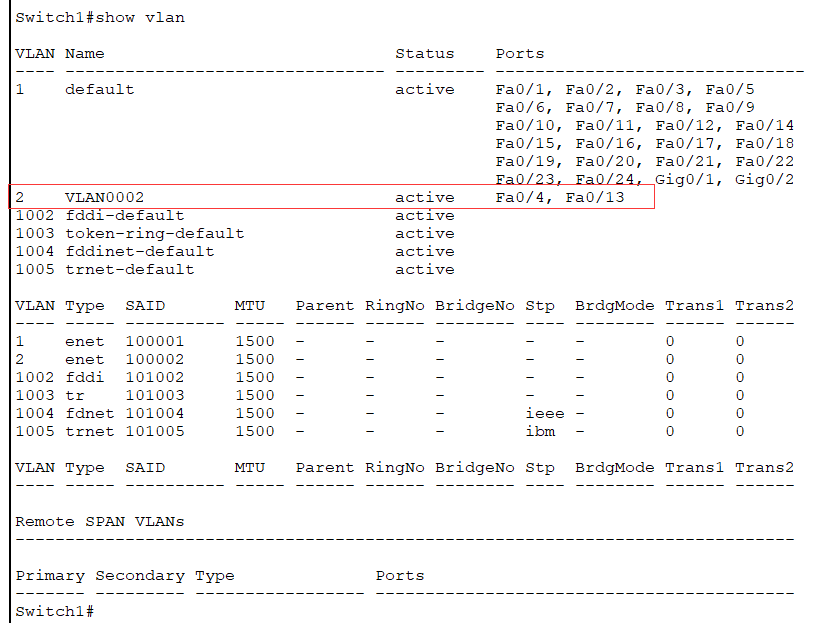 Switch1#show vlan
VLAN Name                             Status    Ports
---- -------------------------------- --------- -------------------------------
1    default                          active    Fa0/1, Fa0/2, Fa0/3, Fa0/5
                                                Fa0/6, Fa0/7, Fa0/8, Fa0/9
                                                Fa0/10, Fa0/11, Fa0/12, Fa0/14
                                                Fa0/15, Fa0/16, Fa0/17, Fa0/18
                                                Fa0/19, Fa0/20, Fa0/21, Fa0/22
                                                Fa0/23, Fa0/24, Gig0/1, Gig0/2
2    VLAN0002                         active    Fa0/4, Fa0/13
1002 fddi-default                     active
1003 token-ring-default               active
1004 fddinet-default                  active
1005 trnet-default                    active
VLAN Type  SAID       MTU   Parent RingNo BridgeNo Stp  BrdgMode Trans1 Trans2
---- ----- ---------- ----- ------ ------ -------- ---- -------- ------ ------
1    enet  100001     1500  -      -      -        -    -        0      0
2    enet  100002     1500  -      -      -        -    -        0      0
1002 fddi  101002     1500  -      -      -        -    -        0      0
1003 tr    101003     1500  -      -      -        -    -        0      0
1004 fdnet 101004     1500  -      -      -        ieee -        0      0
1005 trnet 101005     1500  -      -      -        ibm  -        0      0
VLAN Type  SAID       MTU   Parent RingNo BridgeNo Stp  BrdgMode Trans1 Trans2
---- ----- ---------- ----- ------ ------ -------- ---- -------- ------ ------
Remote SPAN VLANs
------------------------------------------------------------------------------
Primary Secondary Type              Ports
------- --------- ----------------- ------------------------------------------
Switch1#